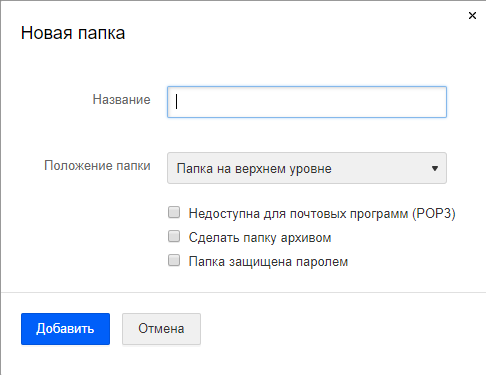 Новая папка
Название
Положение папки
Папка на верхнем уровне
Недоступна для почтовых программ (POP3)
Сделать папку архивом
Папка защищена паролем
Добавить
Отмена